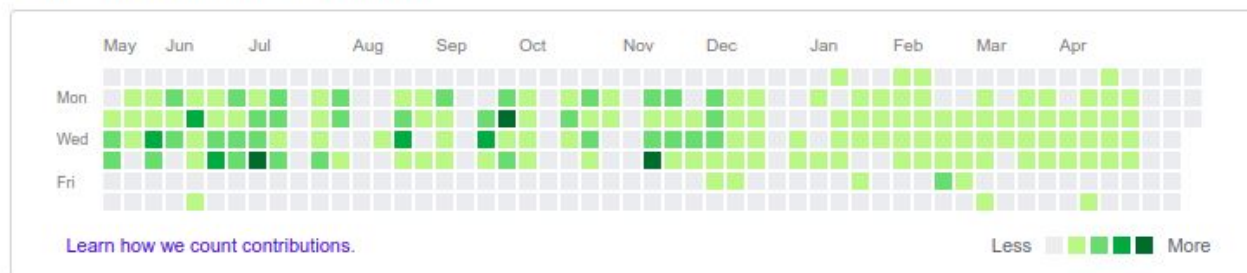 May Jun Jul Aug Sep Oct Nov Dec Jan Feb Mar Apr
Mon
Wed
Fri
Learn how we count contributions.
Less More